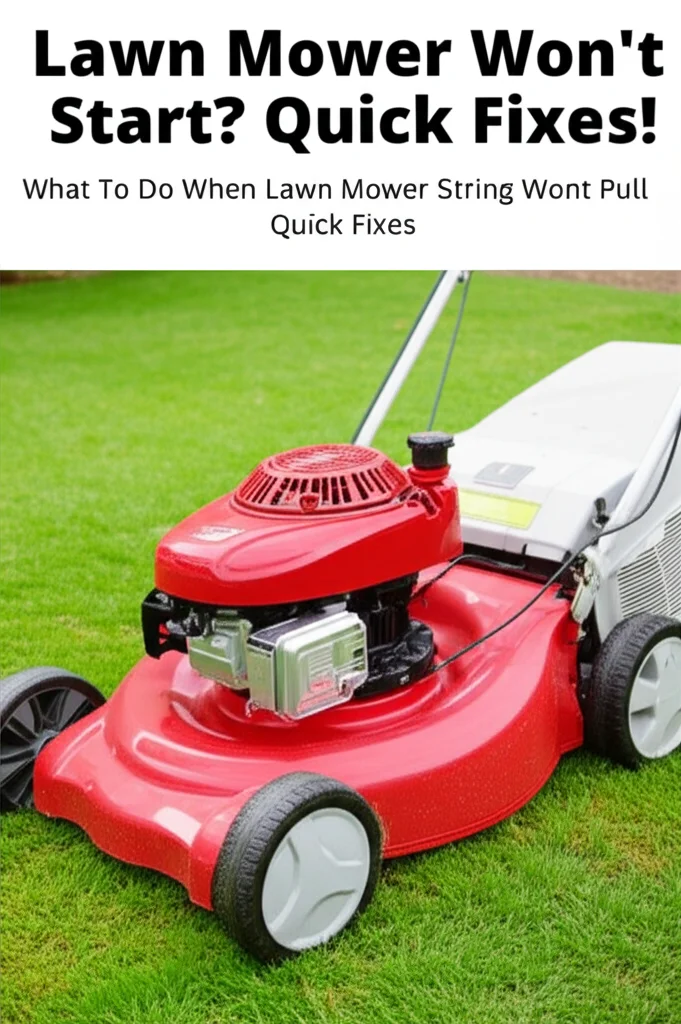 Lawn Mower Won't
Start? Quick Fixes!
What To Do When Lawn Mower String Wont Pull
Quick Fixes